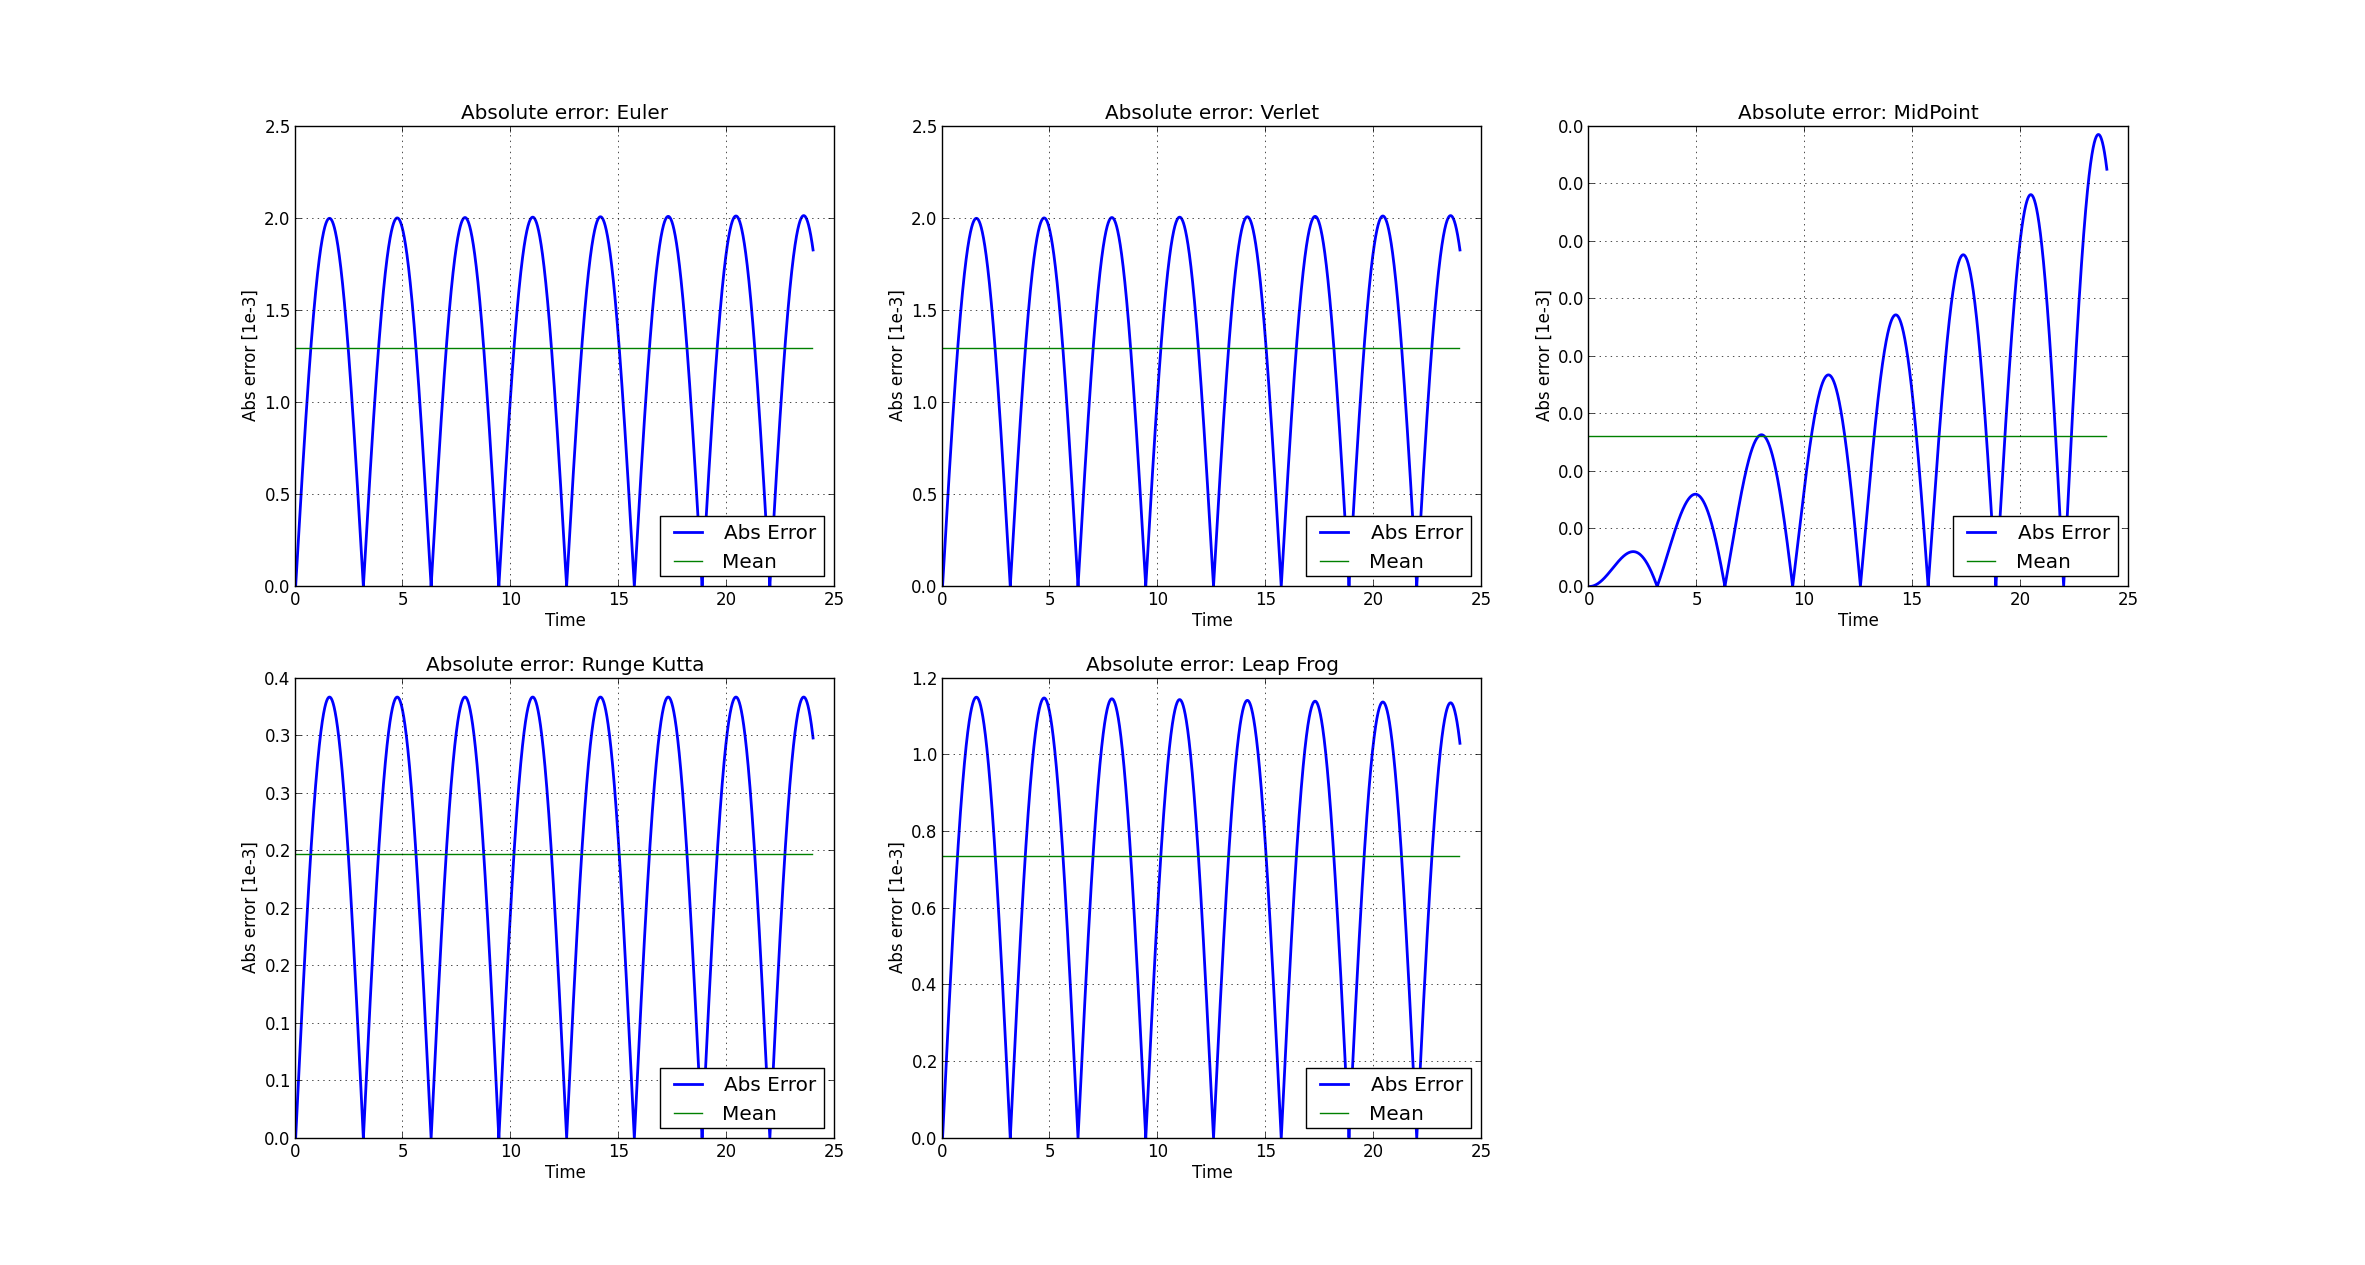 Absolute error: Euler
2.5
2.0
1.5
1.0
0.5
0.0
Abs error [1e-3]
0 5 10 15 20 25
Time
Abs Error
Mean
Absolute error: Verlet
2.5
2.0
1.5
1.0
0.5
0.0
Abs error [1e-3]
0 5 10 15 20 25
Time
Abs Error
Mean
Absolute error: MidPoint
0.0
0.0
0.0
0.0
0.0
0.0
0.0
0.0
0.0
Abs error [1e-3]
0 5 10 15 20 25
Time
Abs Error
Mean
Absolute error: Runge Kutta
0.4
0.3
0.3
0.2
0.2
0.2
0.1
0.1
0.0
Abs error [1e-3]
0 5 10 15 20 25
Time
Abs Error
Mean
Absolute error: Leap Frog
1.2
1.0
0.8
0.6
0.4
0.2
0.0
Abs error [1e-3]
0 5 10 15 20 25
Time
Abs Error
Mean